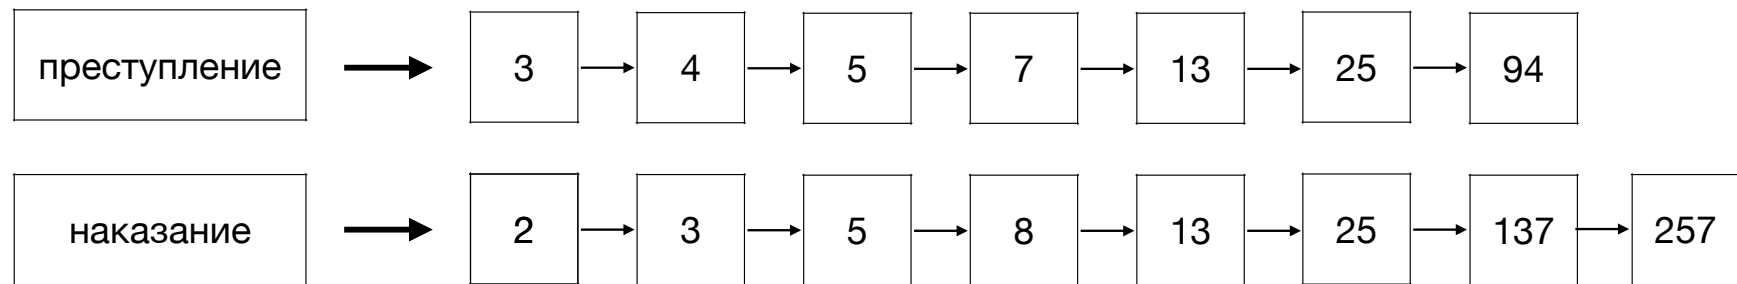 преступление 3 4 5 7 13 25 94
наказание 2 3 5 8 13 25 137 257